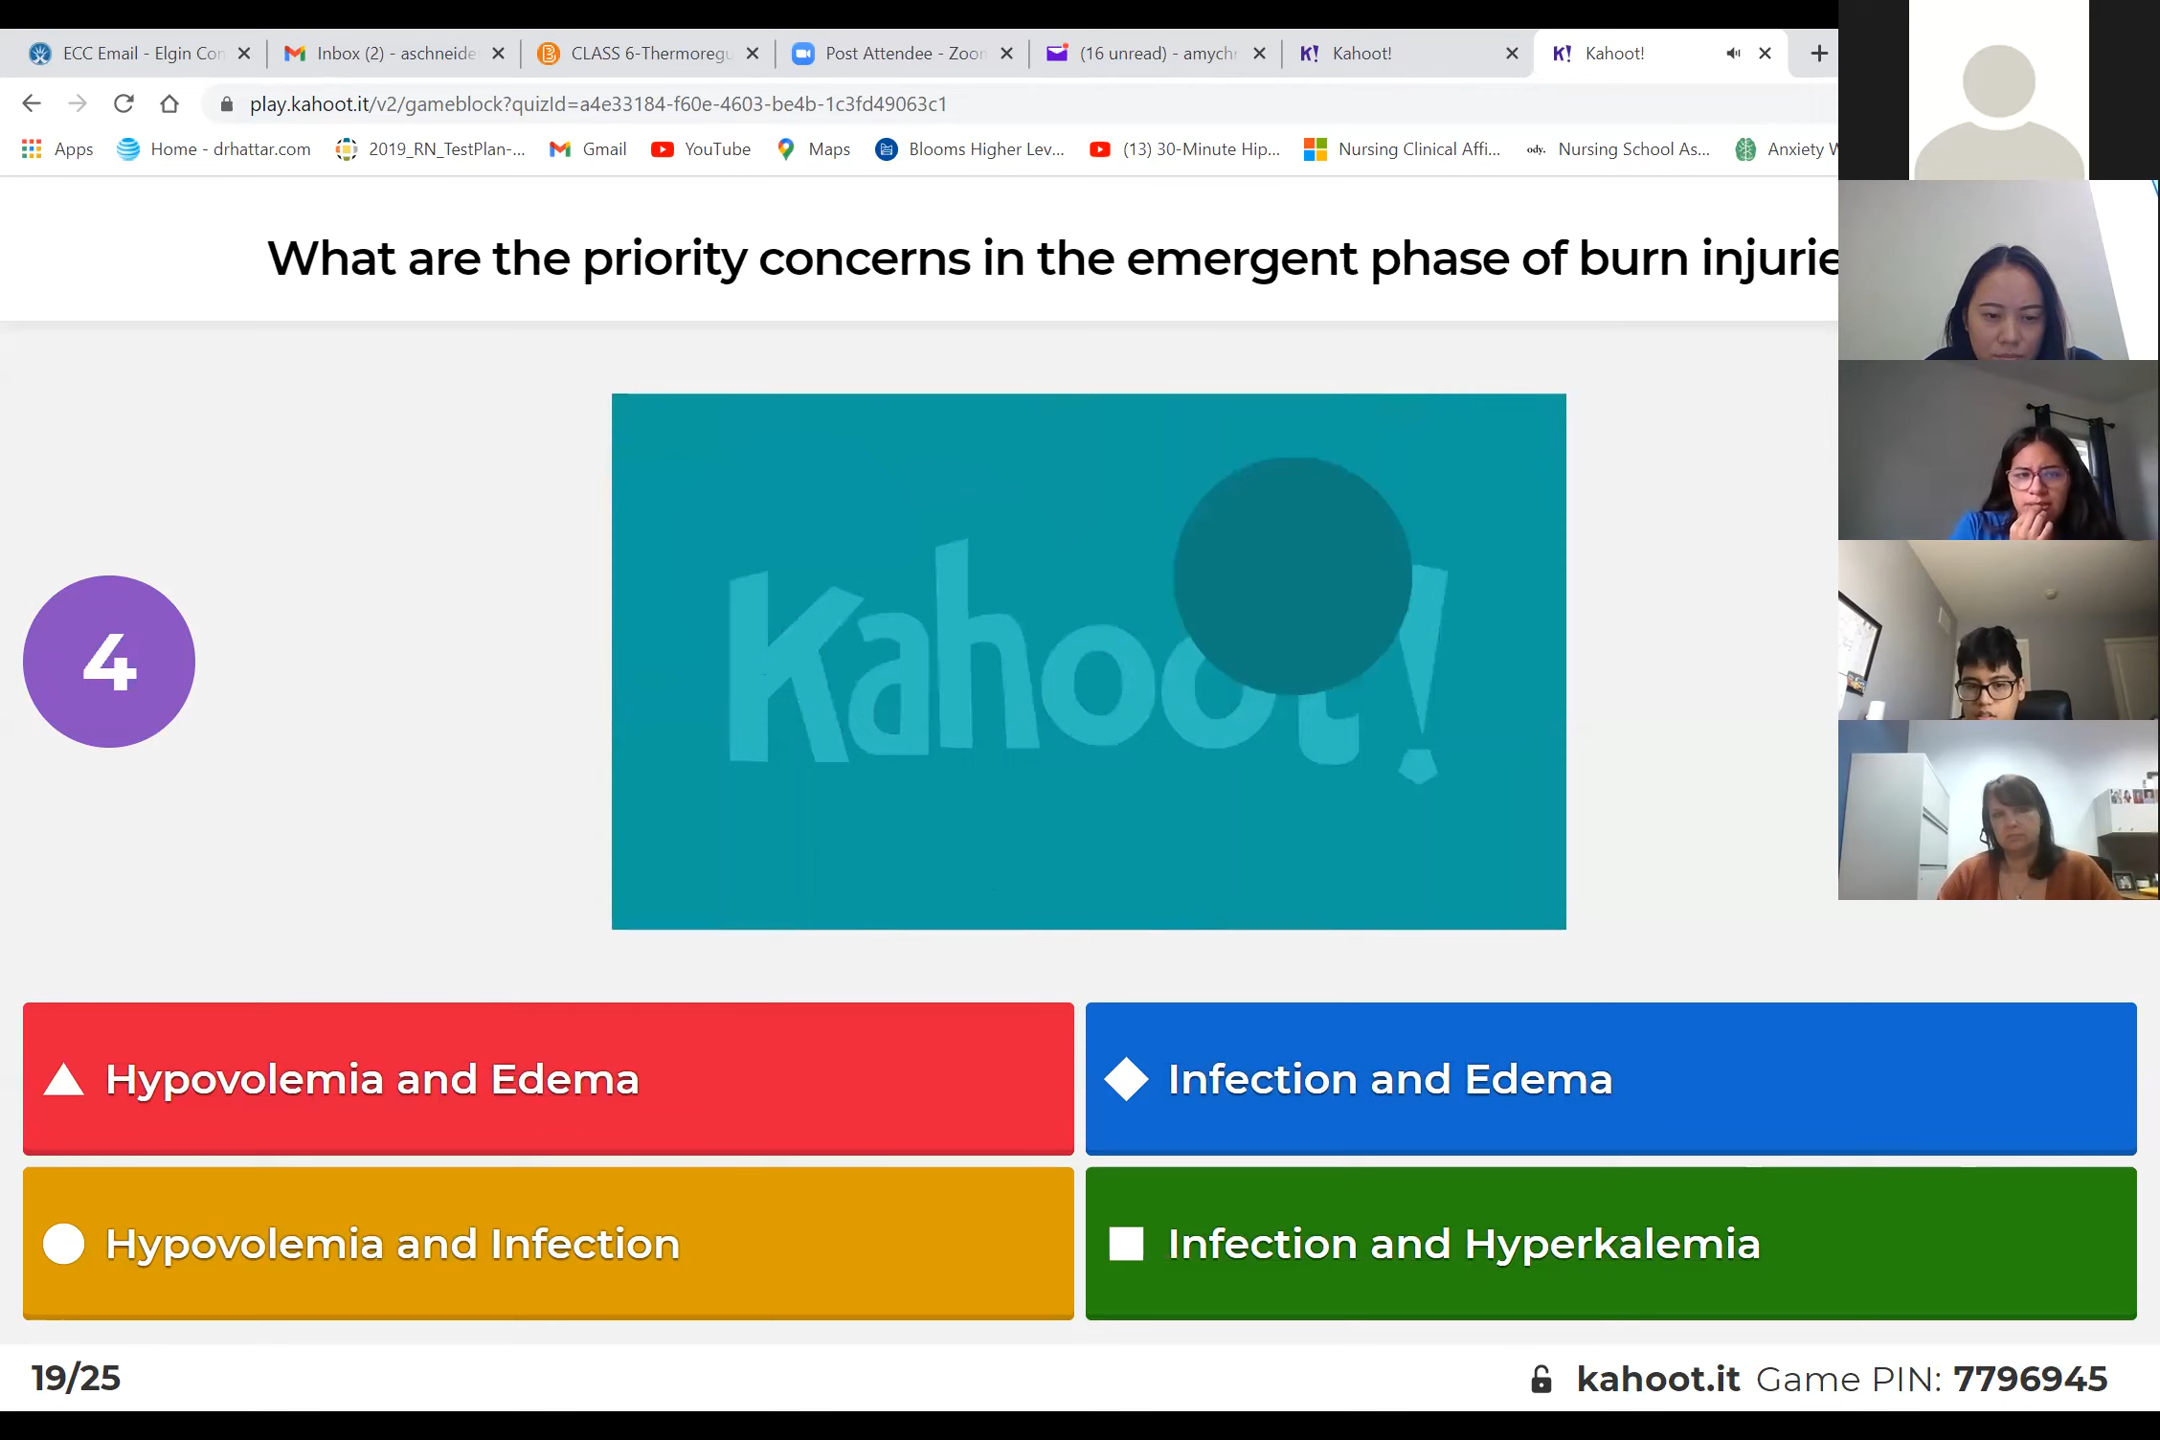 ECC Email - Elgin Con
Inbox (2) - aschneide
CLASS 6-Thermoregu
Post Attendee - Zoom
(16 unread) - amychr
K! Kahoot!
K! Kahoot!
play.kahoot.it/v2/gameblock?quizId=a4e33184-f60e-4603-be4b-1c3fd49063c1
Apps
Home - drhattar.com
2019_RN_TestPlan-...
Gmail
YouTube
Maps
Blooms Higher Lev...
(13) 30-Minute Hip...
Nursing Clinical Affi...
ody. Nursing School As...
Anxiety W
What are the priority concerns in the emergent phase of burn injurie
4
Kahoot!
Hypovolemia and Edema
Infection and Edema
Hypovolemia and Infection
Infection and Hyperkalemia
19/25
kahoot.it Game PIN: 7796945